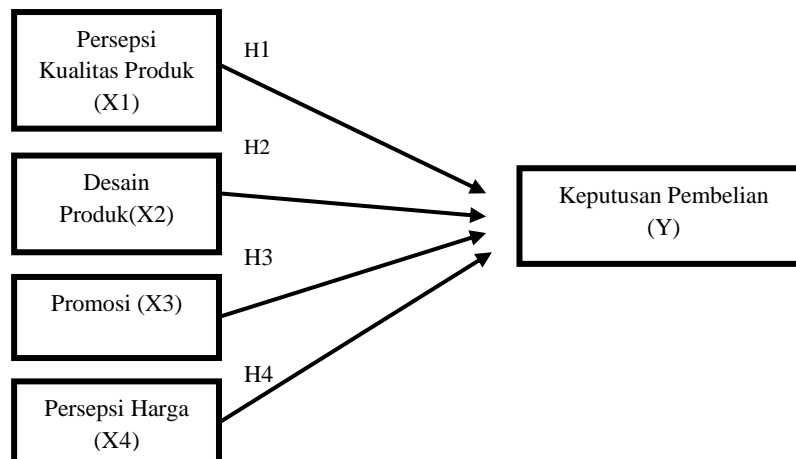 Persepsi
Kualitas Produk
(X1)
H1
H2
Desain
Produk(X2)
Keputusan Pembelian
(Y)
H3
Promosi (X3)
H4
Persepsi Harga
(X4)